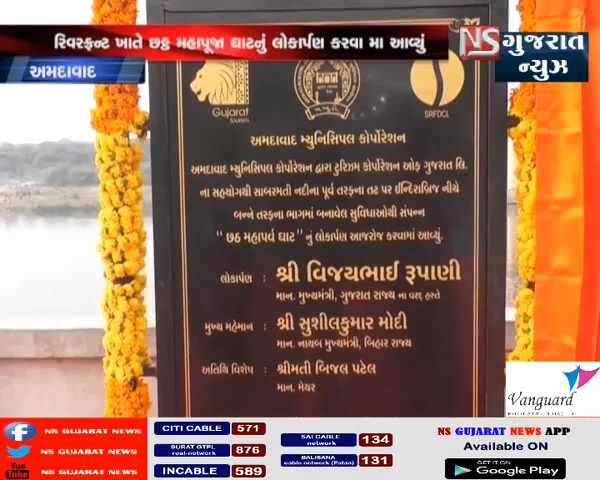 રિવરફ્રન્ટ ખાતે છઠ્ઠ મહાપૂજા ઘાટનું લોકાર્પણ કરવા મા આવ્યું
અમદાવાદ
NS ગુજરાત
ન્યુઝ
Gujarat
tourism
SRFDCL
અમદાવાદ મ્યુનિસિપલ કોર્પોરેશન
અમદાવાદ મ્યુનિસિપલ કોર્પોરેશન દ્વારા ટુરિઝમ કોર્પોરેશન ઓફ ગુજરાત લિ.
ના સહયોગથી સાબરમતી નદીના પૂર્વ તરફના તટ પર ઈન્દિરાબ્રિજ નીચે
બન્ને તરફના ભાગમાં બનાવેલ સુવિધાઓથી સંપન્ન
“ છઠ મહાપર્વ ઘાટ” નું લોકાર્પણ આજરોજ કરવામાં આવ્યું.
લોકાર્પણ : શ્રી વિજયભાઈ રૂપાણી
માન. મુખ્યમંત્રી, ગુજરાત રાજ્ય ના વરદ્ હસ્તે
મુખ્ય મહેમાન : શ્રી સુશીલકુમાર મોદી
માન. નાયબ મુખ્યમંત્રી, બિહાર રાજ્ય
અતિથિ વિશેષ : શ્રીમતી બિજલ પટેલ
માન. મેયર
Vanguard
NS GUJARAT NEWS
NS GUJARAT NEWS
You Tube NS GUJARAT NEWS
CITI CABLE 571
SURAT GTPL
real-network 876
INCABLE 589
SAI CABLE
network 134
BALISANA
cable network (Patan) 131
NS GUJARAT NEWS APP
Available ON
GET IT ON
Google Play